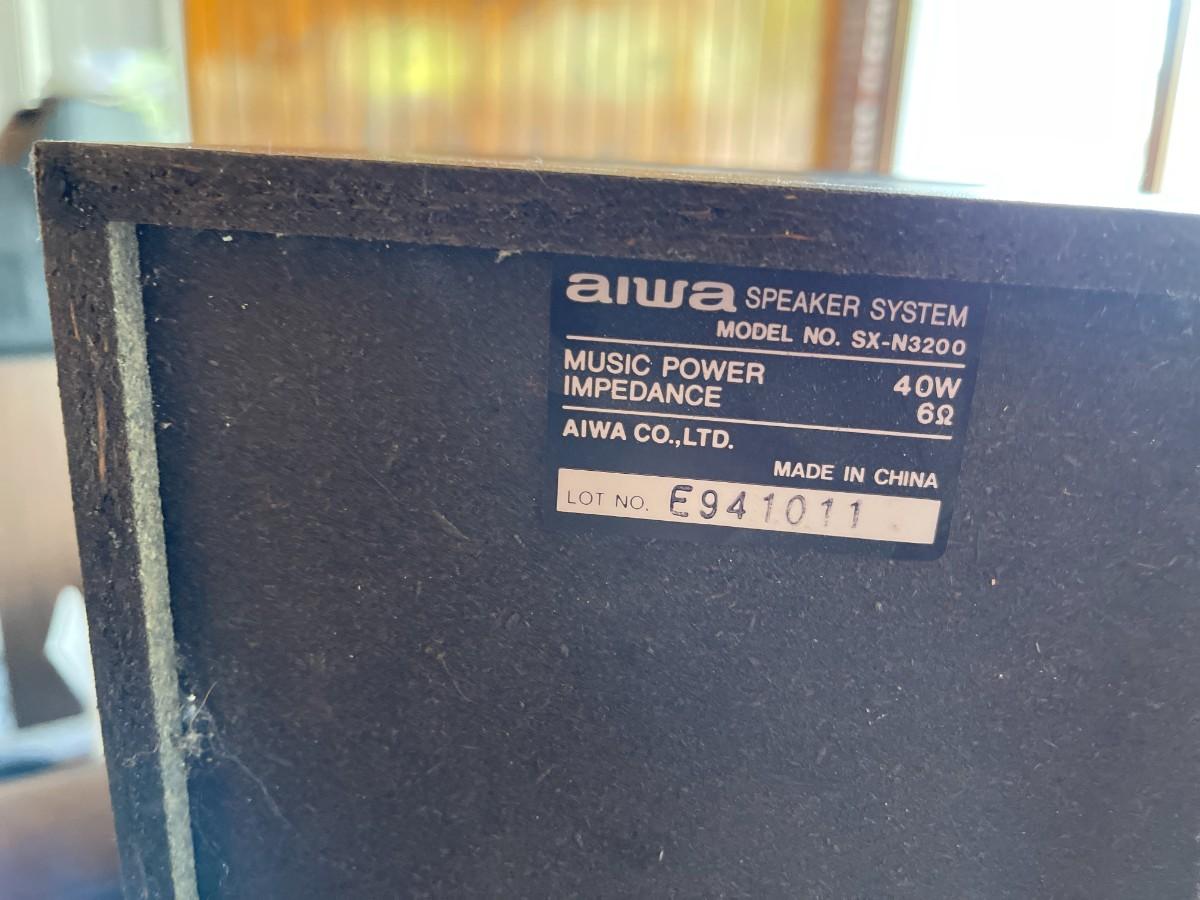 aiwa SPEAKER SYSTEM
MODEL NO. SX-N3200
MUSIC POWER 40W
IMPEDANCE 6Ω
AIWA CO.,LTD.
MADE IN CHINA
LOT NO. E941011